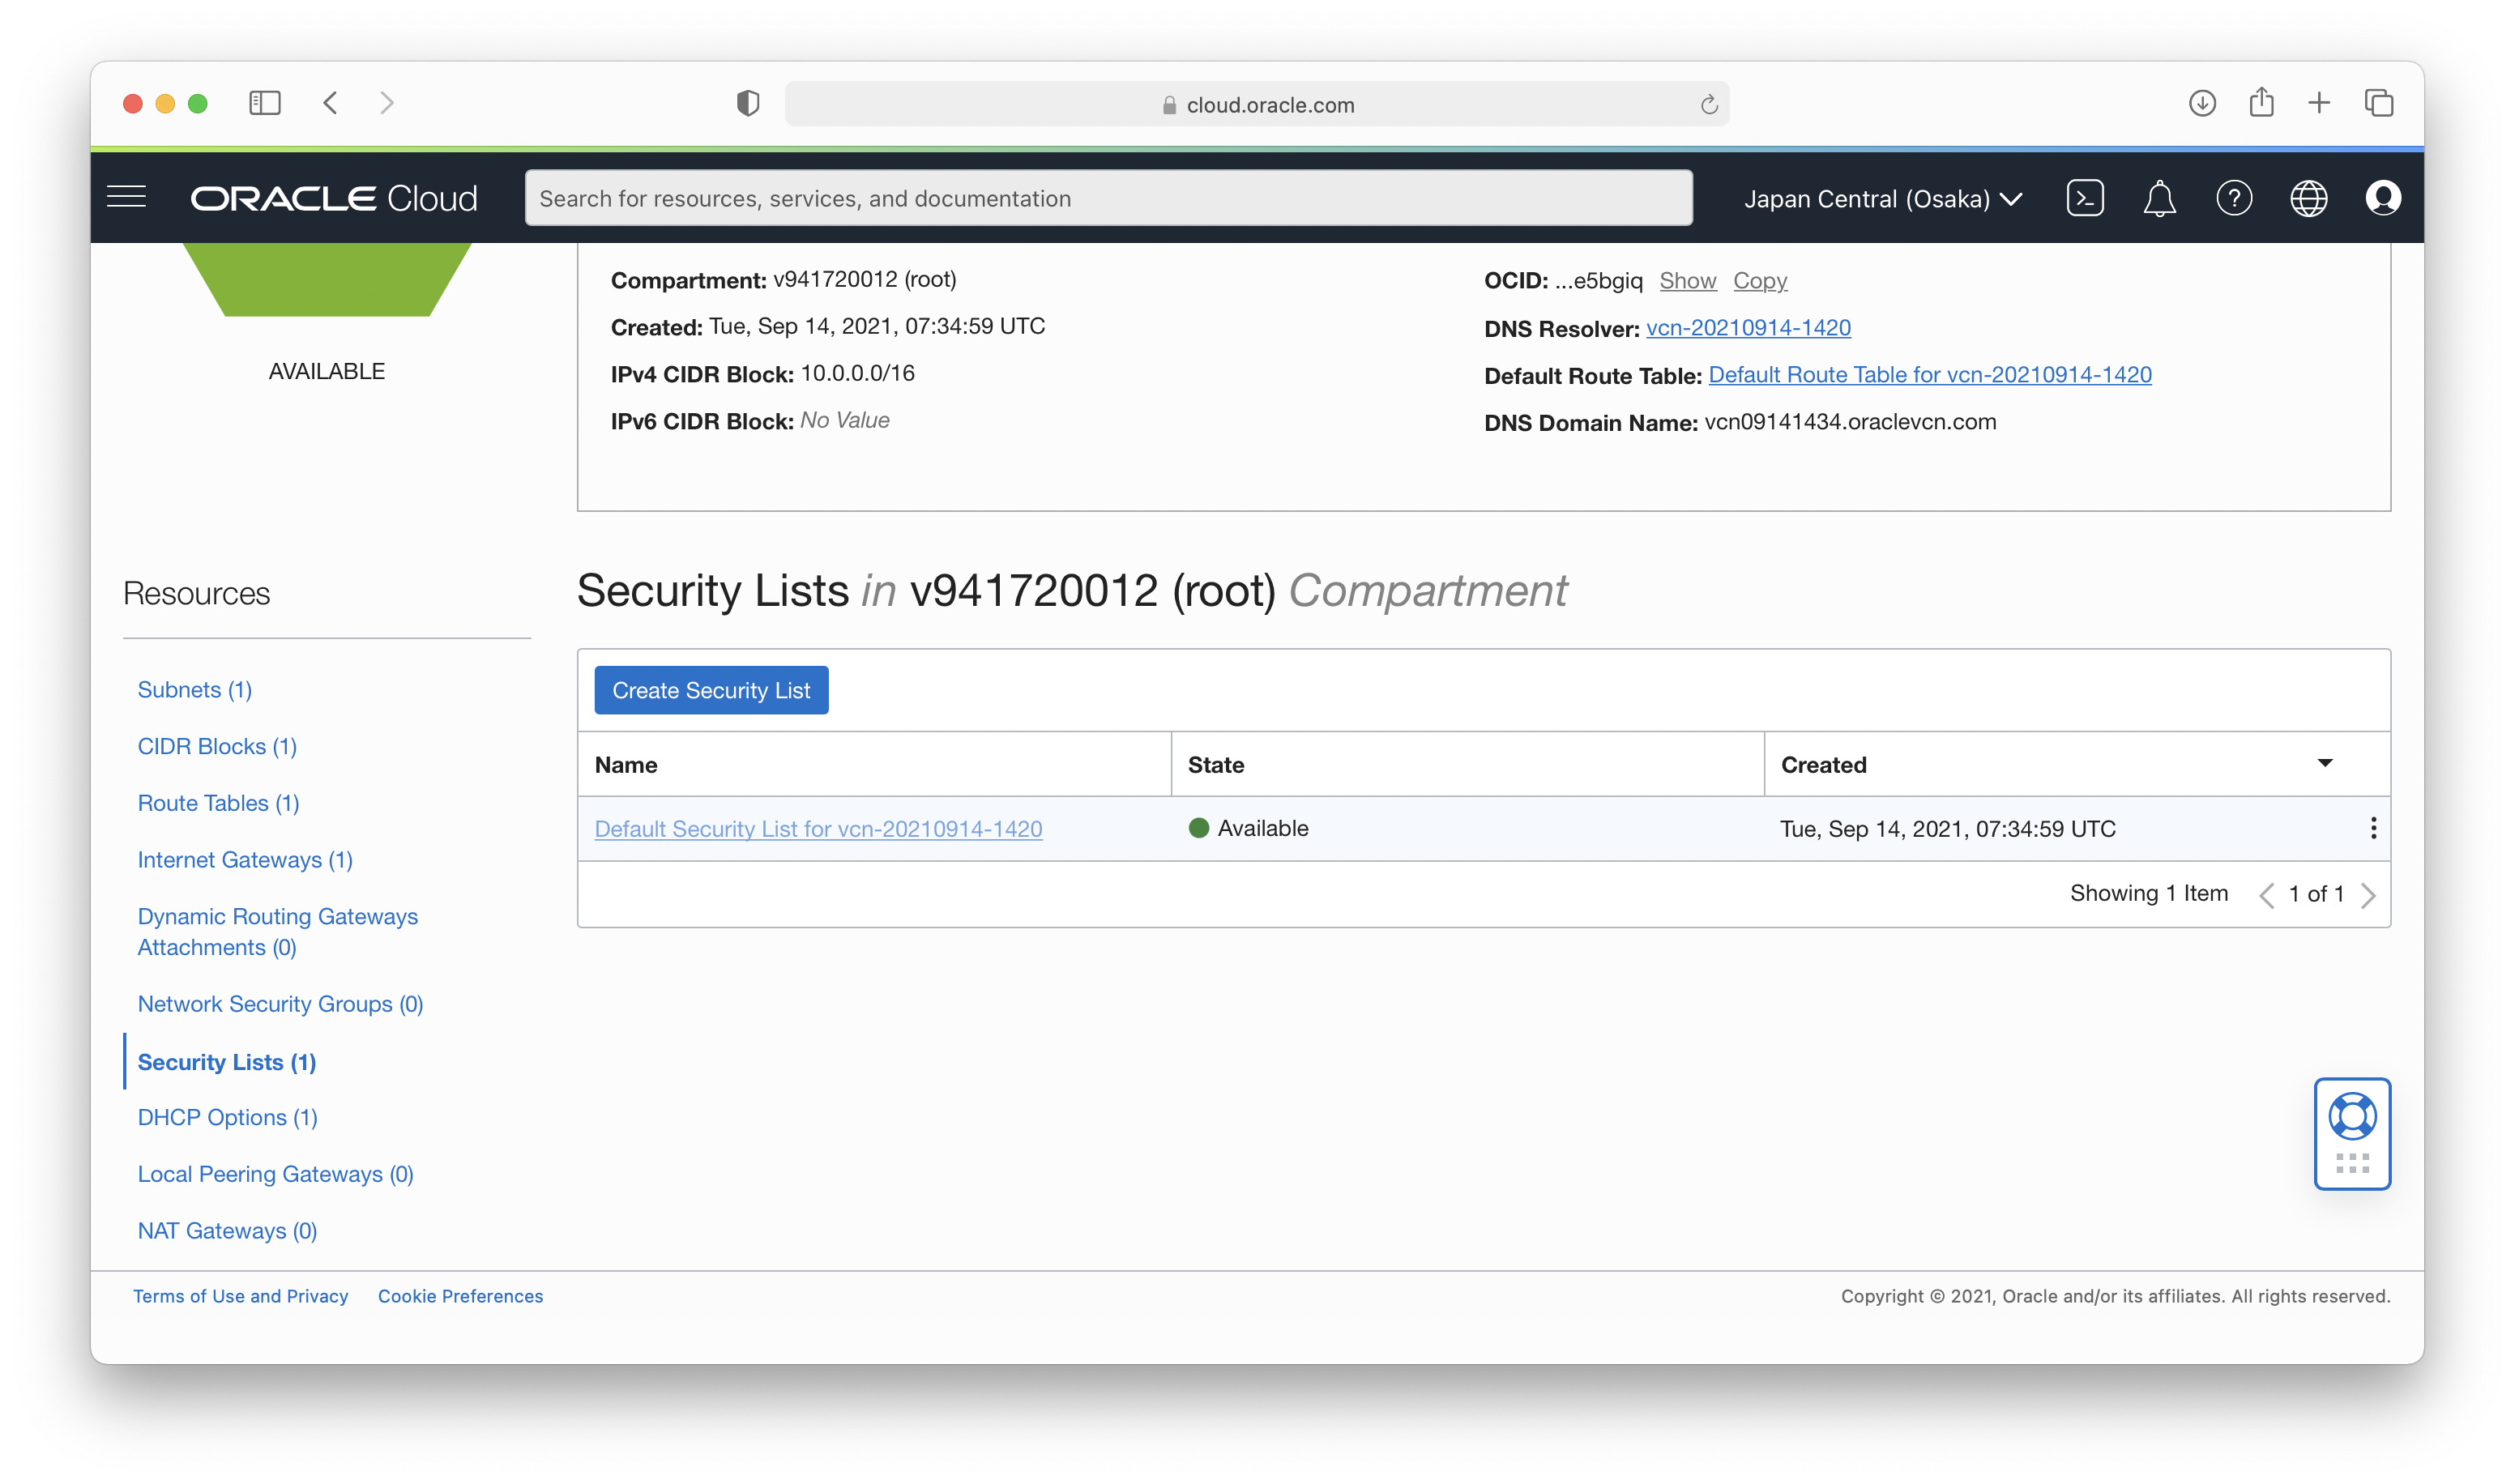 cloud.oracle.com
ORACLE Cloud
Search for resources, services, and documentation
Japan Central (Osaka)
AVAILABLE
Compartment: v941720012 (root)
Created: Tue, Sep 14, 2021, 07:34:59 UTC
IPv4 CIDR Block: 10.0.0.0/16
IPv6 CIDR Block: No Value
OCID: ...e5bgiq Show Copy
DNS Resolver: vcn-20210914-1420
Default Route Table: Default Route Table for vcn-20210914-1420
DNS Domain Name: vcn09141434.oraclevcn.com
Resources
Subnets (1)
CIDR Blocks (1)
Route Tables (1)
Internet Gateways (1)
Dynamic Routing Gateways
Attachments (0)
Network Security Groups (0)
Security Lists (1)
DHCP Options (1)
Local Peering Gateways (0)
NAT Gateways (0)
Security Lists in v941720012 (root) Compartment
Create Security List
Name State Created
Default Security List for vcn-20210914-1420 Available Tue, Sep 14, 2021, 07:34:59 UTC
Showing 1 Item 1 of 1
Terms of Use and Privacy Cookie Preferences
Copyright © 2021, Oracle and/or its affiliates. All rights reserved.